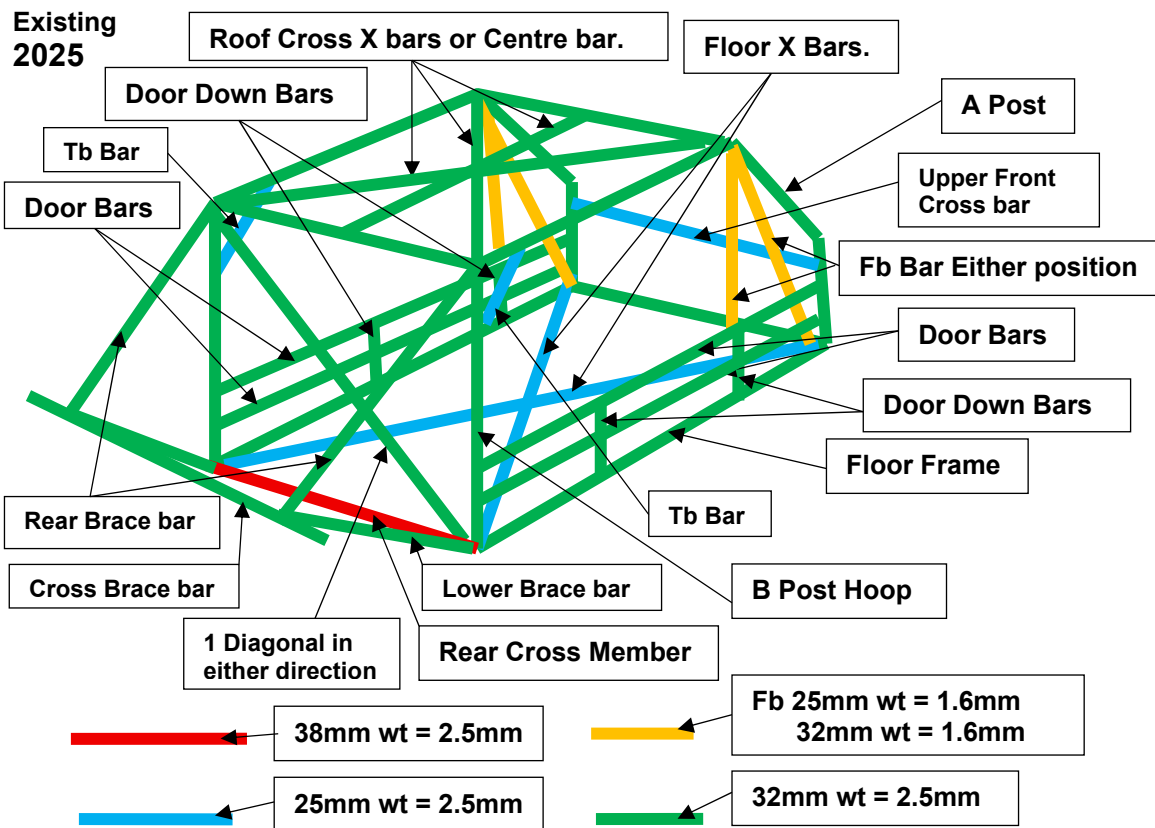 Existing
2025
Roof Cross X bars or Centre bar.
Floor X Bars.
Door Down Bars
A Post
Tb Bar
Upper Front
Cross bar
Door Bars
Fb Bar Either position
Door Bars
Door Down Bars
Floor Frame
Rear Brace bar
Tb Bar
Cross Brace bar
Lower Brace bar
B Post Hoop
1 Diagonal in
either direction
Rear Cross Member
38mm wt = 2.5mm
Fb 25mm wt = 1.6mm
32mm wt = 1.6mm
25mm wt = 2.5mm
32mm wt = 2.5mm